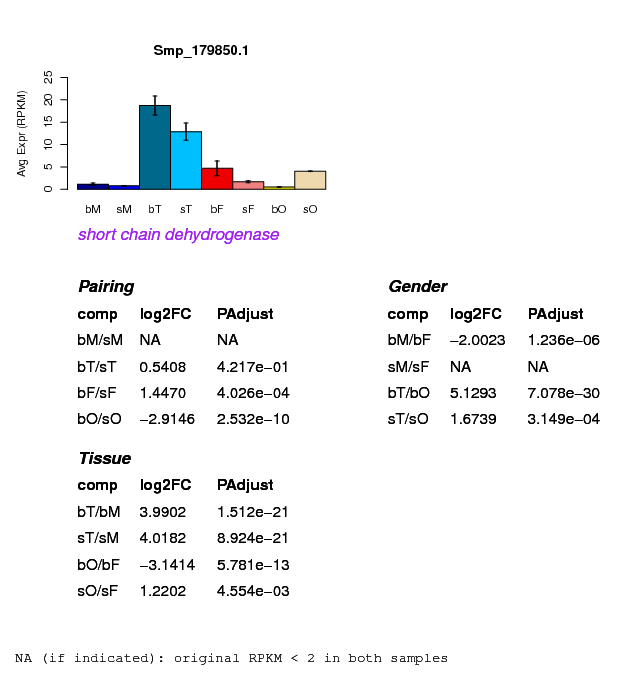 Smp_179850.1
Avg Expr (RPKM)
25
20
15
10
5
0
bM sM bT sT bF sF bO sO
short chain dehydrogenase
Pairing
comp log2FC PAdjust
bM/sM NA NA
bT/sT 0.5408 4.217e−01
bF/sF 1.4470 4.026e−04
bO/sO −2.9146 2.532e−10
Gender
comp log2FC PAdjust
bM/bF −2.0023 1.236e−06
sM/sF NA NA
bT/bO 5.1293 7.078e−30
sT/sO 1.6739 3.149e−04
Tissue
comp log2FC PAdjust
bT/bM 3.9902 1.512e−21
sT/sM 4.0182 8.924e−21
bO/bF −3.1414 5.781e−13
sO/sF 1.2202 4.554e−03
NA (if indicated): original RPKM < 2 in both samples